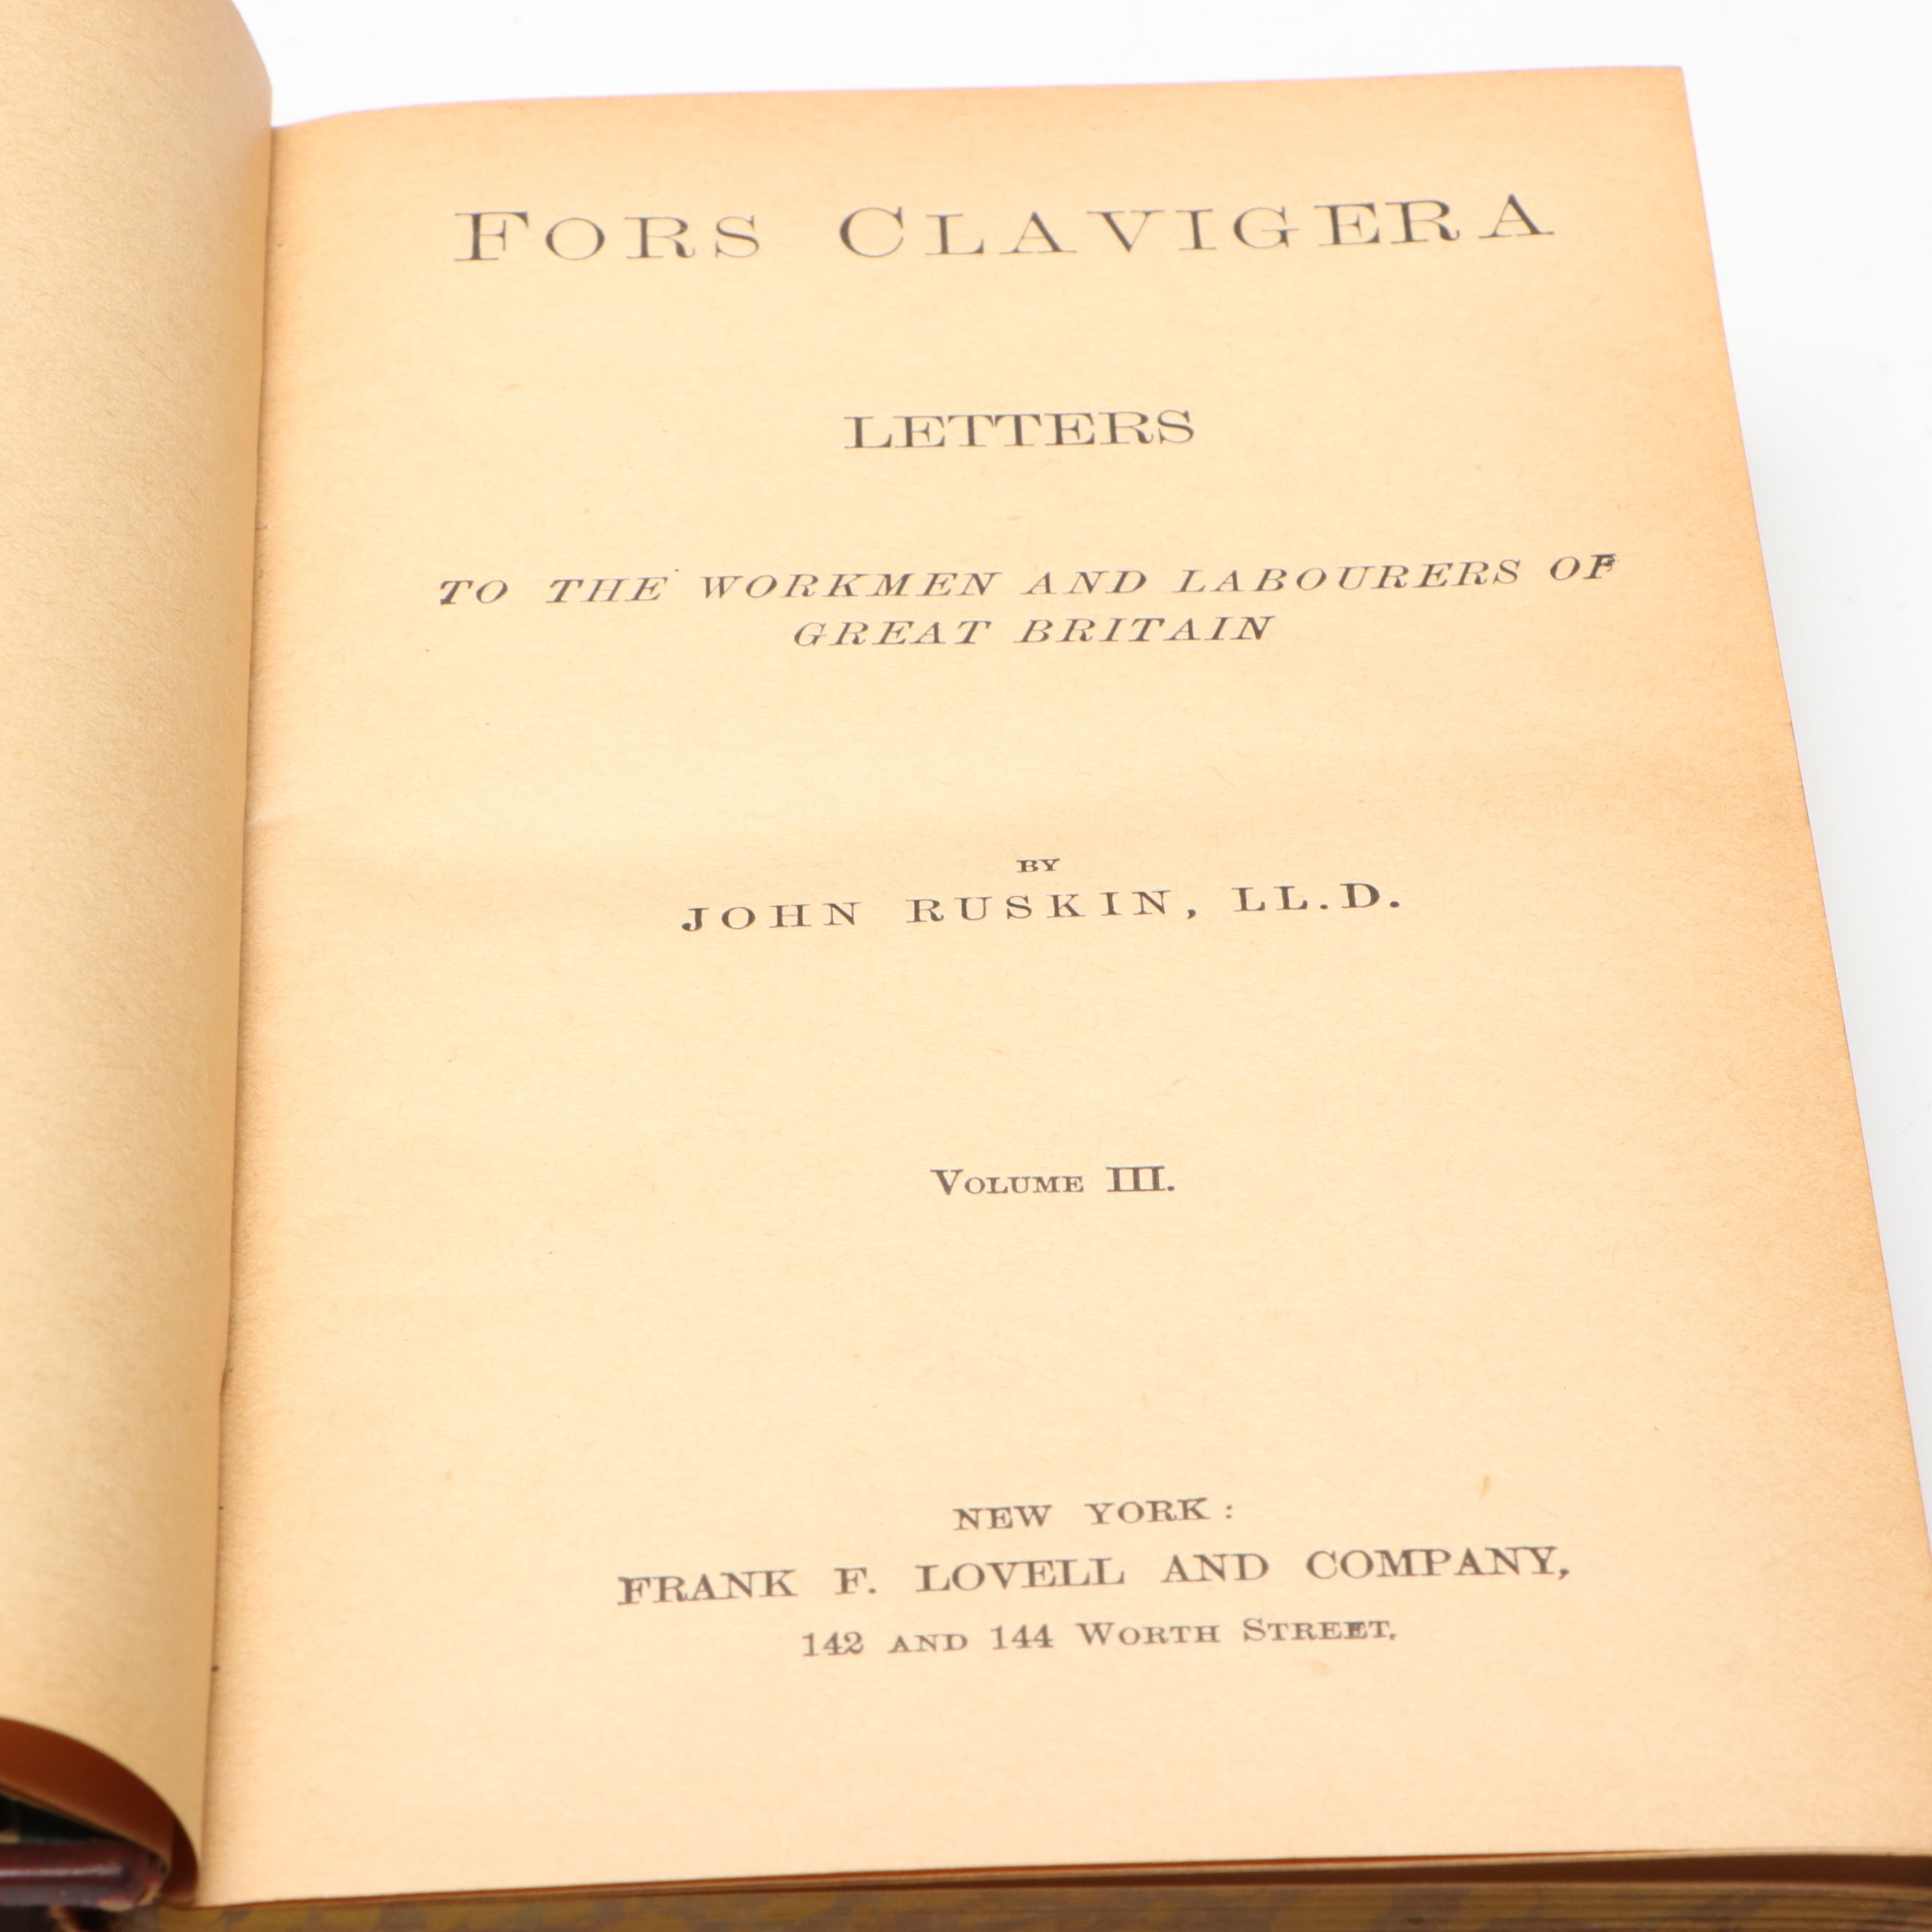 FORS CLAVIGERA
LETTERS
TO THE WORKMEN AND LABOURERS OF
GREAT BRITAIN
BY
JOHN RUSKIN, LL.D.
VOLUME III.
NEW YORK:
FRANK F. LOVELL AND COMPANY,
142 AND 144 WORTH STREET.